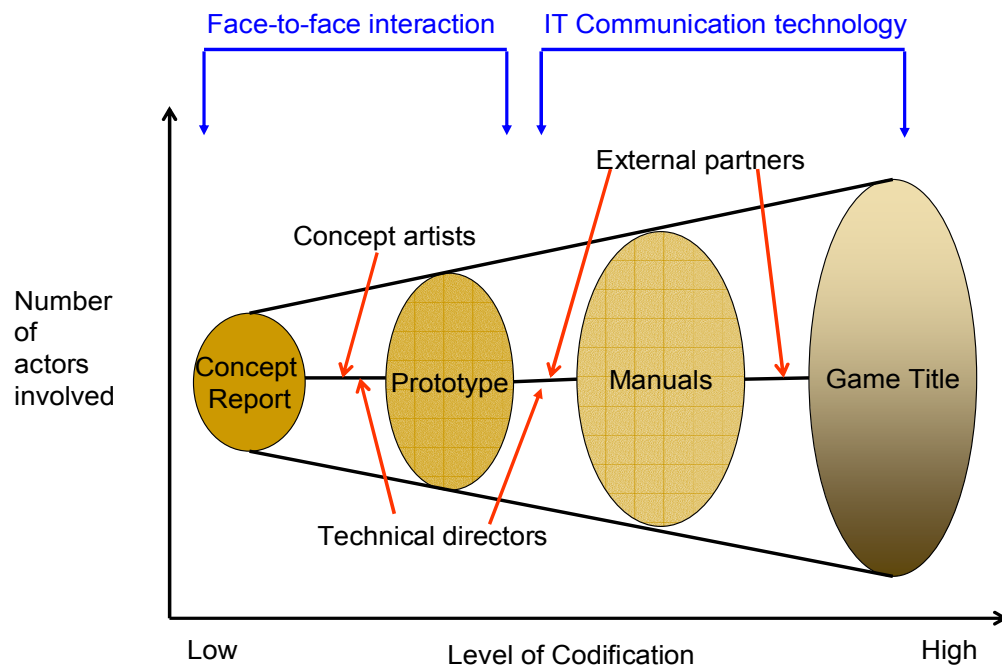 Face-to-face interaction
IT Communication technology
External partners
Concept artists
Number
of
actors
involved
Concept
Report
Prototype
Manuals
Game Title
Technical directors
Low
Level of Codification
High